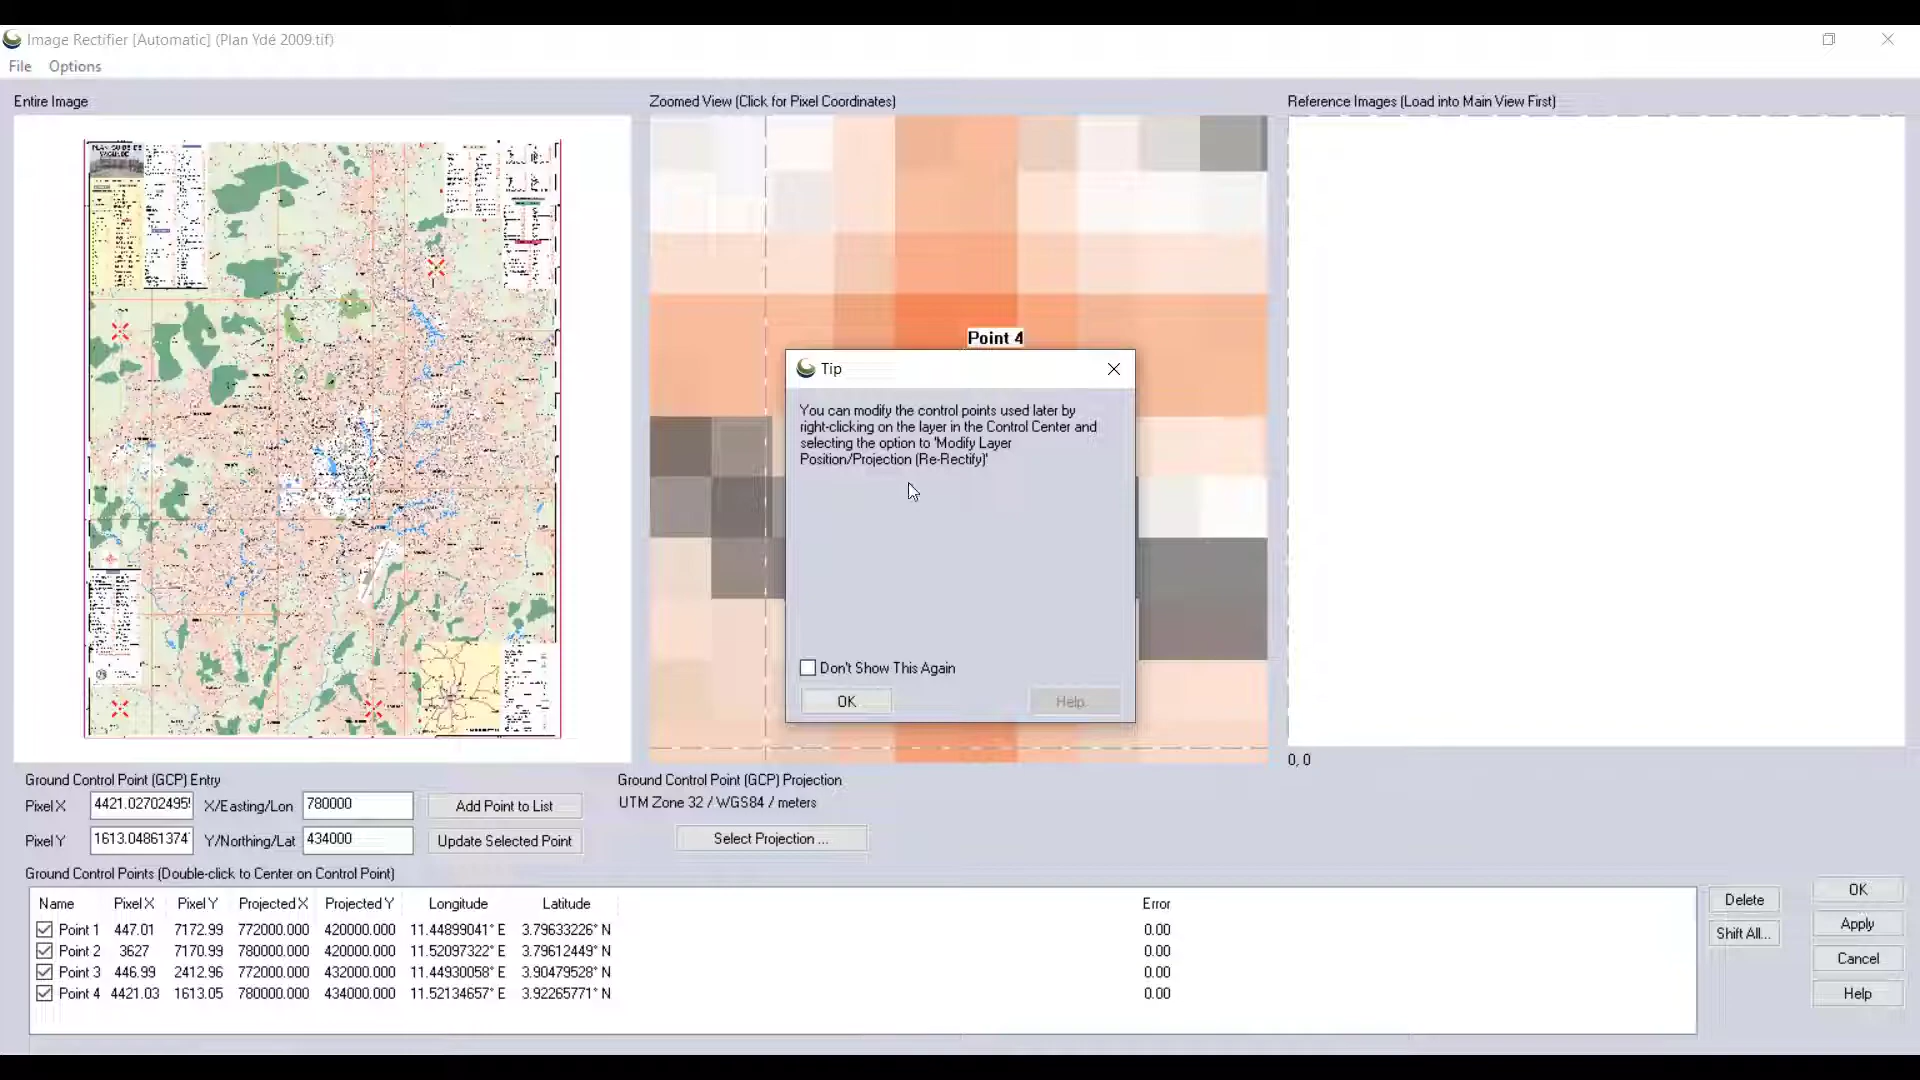 Image Rectifier [Automatic] (Plan Ydé 2009.tif)
File Options
Entire Image
Zoomed View (Click for Pixel Coordinates)
Reference Images (Load into Main View First)
PLAN GUIDE DE
YAOUNDE
Point 4
Tip
You can modify the control points used later by
right-clicking on the layer in the Control Center and
selecting the option to 'Modify Layer
Position/Projection (Re-Rectify)'
Don't Show This Again
OK Help
0, 0
Ground Control Point (GCP) Entry
Ground Control Point (GCP) Projection
Pixel X 4421.02702495 X/Easting/Lon 780000 Add Point to List
UTM Zone 32 / WGS84 / meters
Pixel Y 1613.04861374 Y/Northing/Lat 434000 Update Selected Point
Select Projection ...
Ground Control Points (Double-click to Center on Control Point)
Name Pixel X Pixel Y Projected X Projected Y Longitude Latitude Error
Point 1 447.01 7172.99 772000.000 420000.000 11.44899041° E 3.79633226° N 0.00
Point 2 3627 7170.99 780000.000 420000.000 11.52097322° E 3.79612449° N 0.00
Point 3 446.99 2412.96 772000.000 432000.000 11.44930058° E 3.90479528° N 0.00
Point 4 4421.03 1613.05 780000.000 434000.000 11.52134657° E 3.92265771° N 0.00
Delete
Shift All...
OK
Apply
Cancel
Help